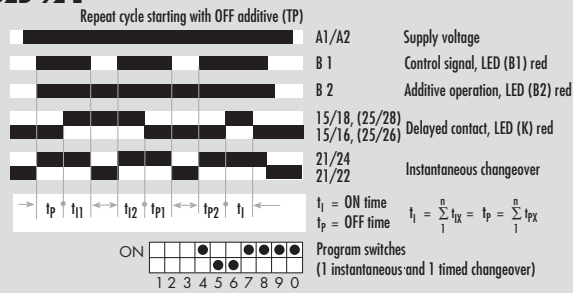 Repeat cycle starting with OFF additive (TP)
A1/A2 Supply voltage
B 1 Control signal, LED (B1) red
B 2 Additive operation, LED (B2) red
15/18, (25/28)
15/16, (25/26) Delayed contact, LED (K) red
21/24
21/22 Instantaneous changeover
tP tI1 tI2 tP1 tP2 tI
tI = ON time
tP = OFF time
tI = n Σ 1 tIX = tP = n Σ 1 tPX
ON
1 2 3 4 5 6 7 8 9 0
Program switches
(1 instantaneous and 1 timed changeover)